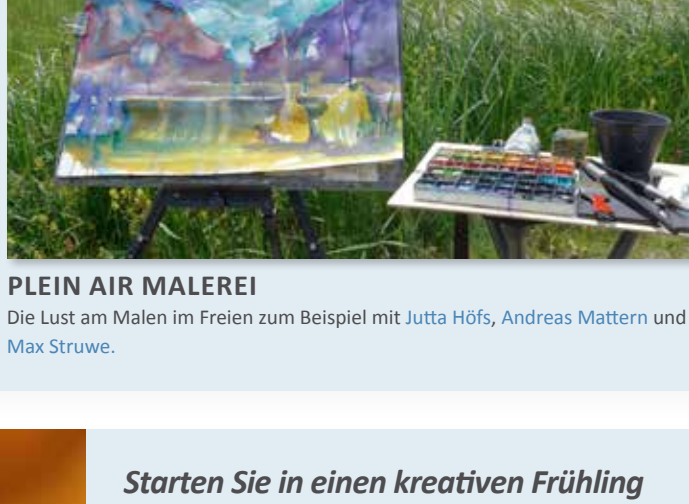 PLEIN AIR MALEREI
Die Lust am Malen im Freien zum Beispiel mit Jutta Höfs, Andreas Mattern und
Max Struwe.
Starten Sie in einen kreativen Frühling